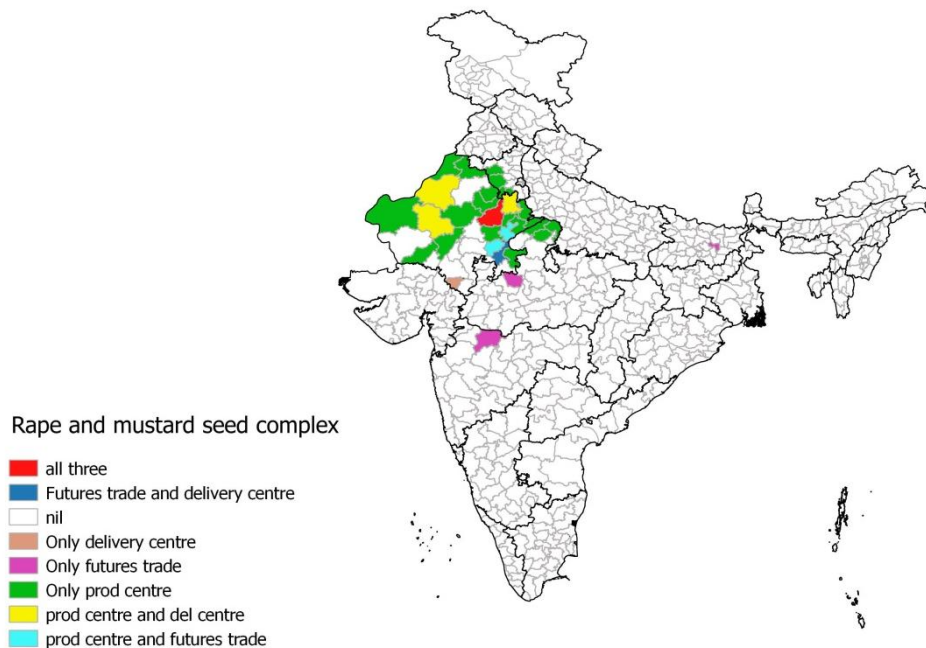 Rape and mustard seed complex
all three
Futures trade and delivery centre
nil
Only delivery centre
Only futures trade
Only prod centre
prod centre and del centre
prod centre and futures trade